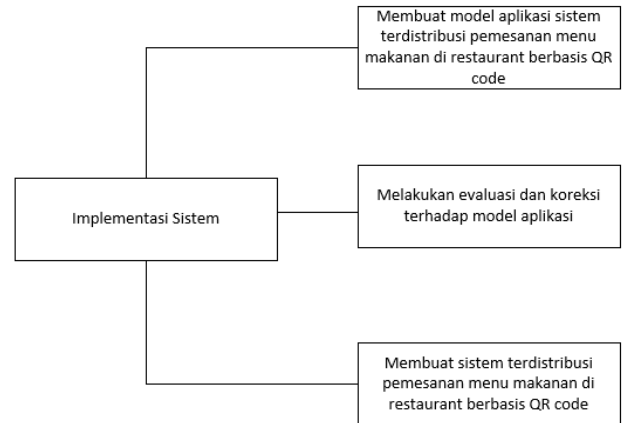 Membuat model aplikasi sistem
terdistribusi pemesanan menu
makanan di restaurant berbasis QR
code
Melakukan evaluasi dan koreksi
terhadap model aplikasi
Implementasi Sistem
Membuat sistem terdistribusi
pemesanan menu makanan di
restaurant berbasis QR code